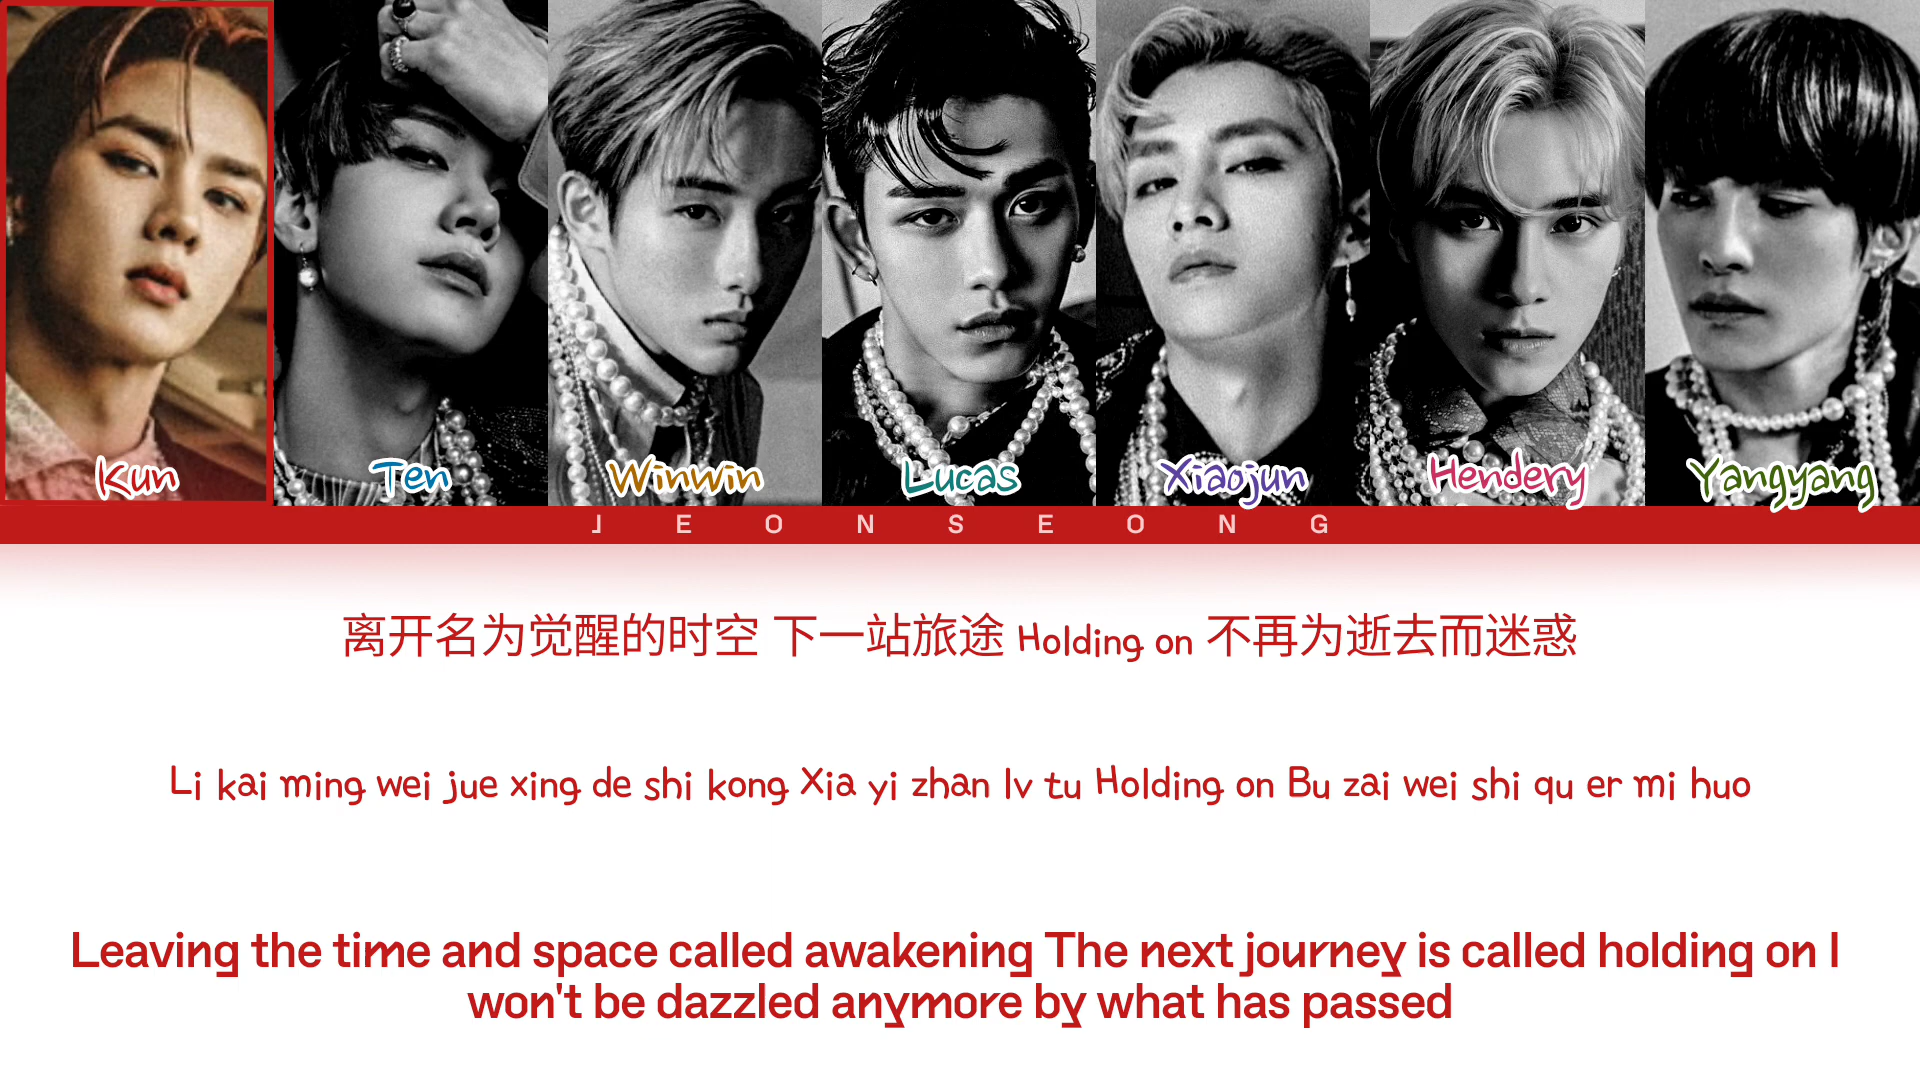 Kun
Ten
Winwin
Lucas
Xiaojun
Hendery
Yangyang
JEONSEONG
离开名为觉醒的时空 下一站旅途 Holding on 不再为逝去而迷惑
Li kai ming wei jue xing de shi kong Xia yi zhan lv tu Holding on Bu zai wei shi qu er mi huo
Leaving the time and space called awakening The next journey is called holding on I
won't be dazzled anymore by what has passed